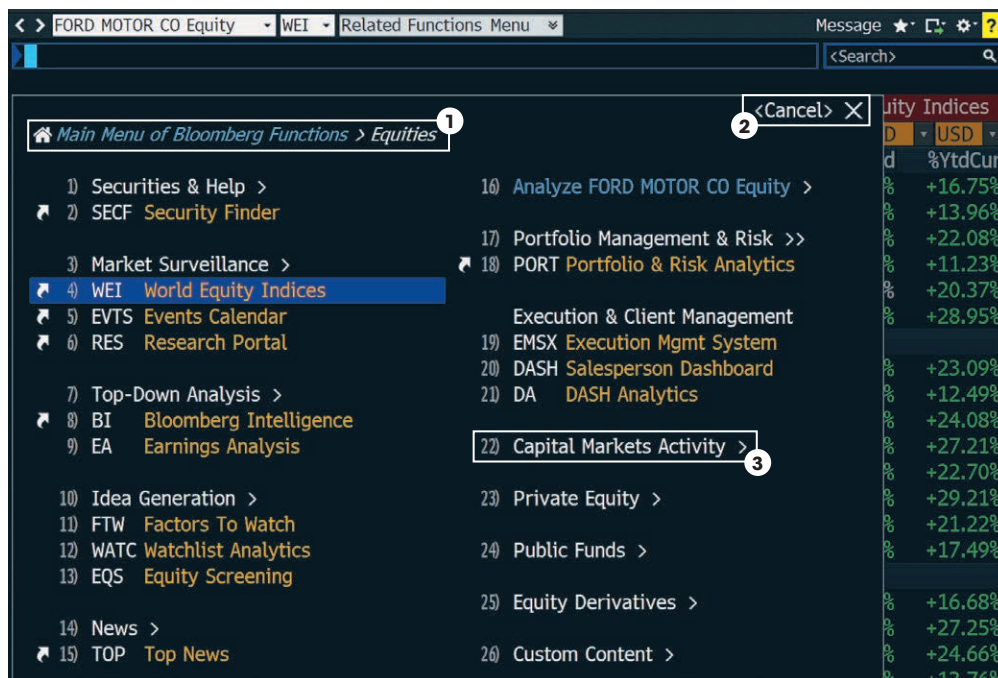 < > FORD MOTOR CO Equity WEI Related Functions Menu Message ?
<Search>
1
2 <Cancel> X
Main Menu of Bloomberg Functions > Equities
1) Securities & Help >
2) SECF Security Finder
3) Market Surveillance >
4) WEI World Equity Indices
5) EVTS Events Calendar
6) RES Research Portal
7) Top-Down Analysis >
8) BI Bloomberg Intelligence
9) EA Earnings Analysis
10) Idea Generation >
11) FTW Factors To Watch
12) WATC Watchlist Analytics
13) EQS Equity Screening
14) News >
15) TOP Top News
16) Analyze FORD MOTOR CO Equity >
17) Portfolio Management & Risk >>
18) PORT Portfolio & Risk Analytics
Execution & Client Management
19) EMSX Execution Mgmt System
20) DASH Salesperson Dashboard
21) DA DASH Analytics
22) Capital Markets Activity >
3
23) Private Equity >
24) Public Funds >
25) Equity Derivatives >
26) Custom Content >
uity Indices
D USD
d %YtdCur
% +16.75%
% +13.96%
% +22.08%
% +11.23%
% +20.37%
% +28.95%
% +23.09%
% +12.49%
% +24.08%
% +27.21%
% +22.70%
% +29.21%
% +21.22%
% +17.49%
% +16.68%
% +27.25%
% +24.66%